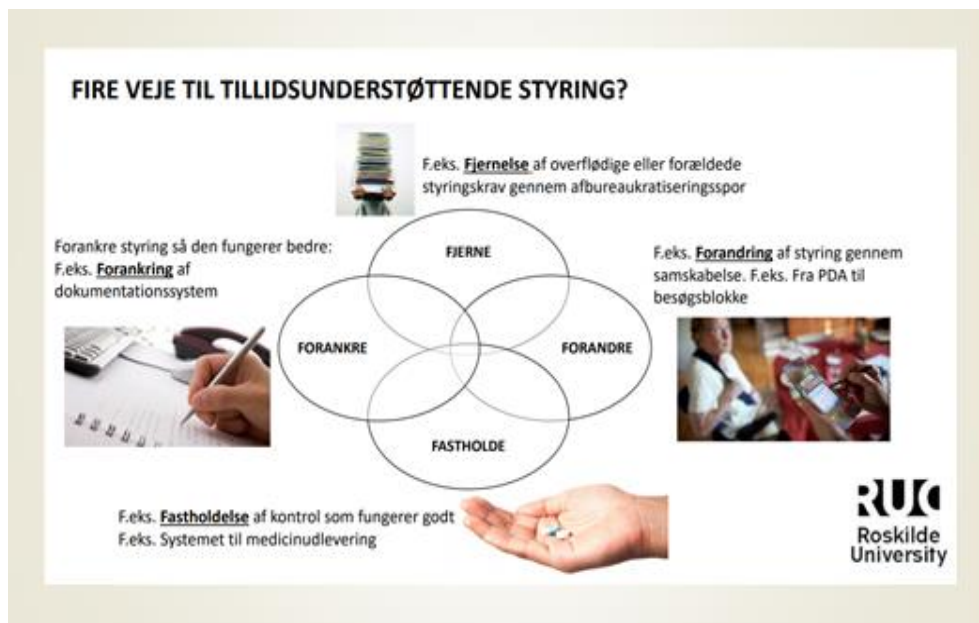 FIRE VEJE TIL TILLIDSUNDERSTØTTENDE STYRING?
F.eks. Fjernelse af overflødige eller forældede
styringskrav gennem afbureaukratiseringsspor
Forankre styring så den fungerer bedre:
F.eks. Forankring af
dokumentationssystem
FJERNE
F.eks. Forandring af styring gennem
samskabelse. F.eks. Fra PDA til
besøgsblokke
FORANKRE
FORANDRE
FASTHOLDE
F.eks. Fastholdelse af kontrol som fungerer godt
F.eks. Systemet til medicinudlevering
RUC
Roskilde
University